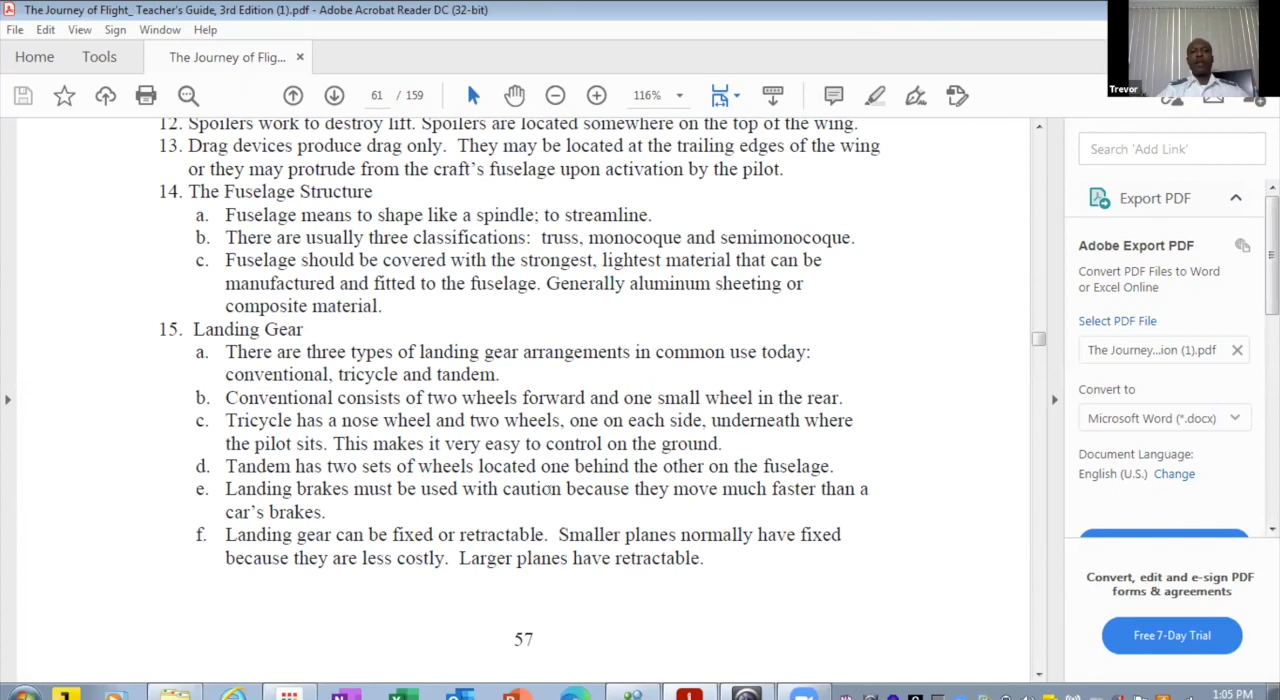 The Journey of Flight_ Teacher's Guide, 3rd Edition (1).pdf - Adobe Acrobat Reader DC (32-bit)
File Edit View Sign Window Help
Home Tools The Journey of Flig... ×
61 / 159 116%
Trevor
12. Spoilers work to destroy lift. Spoilers are located somewhere on the top of the wing.
13. Drag devices produce drag only. They may be located at the trailing edges of the wing
or they may protrude from the craft's fuselage upon activation by the pilot.
14. The Fuselage Structure
a. Fuselage means to shape like a spindle; to streamline.
b. There are usually three classifications: truss, monocoque and semimonocoque.
c. Fuselage should be covered with the strongest, lightest material that can be
manufactured and fitted to the fuselage. Generally aluminum sheeting or
composite material.
15. Landing Gear
a. There are three types of landing gear arrangements in common use today:
conventional, tricycle and tandem.
b. Conventional consists of two wheels forward and one small wheel in the rear.
c. Tricycle has a nose wheel and two wheels, one on each side, underneath where
the pilot sits. This makes it very easy to control on the ground.
d. Tandem has two sets of wheels located one behind the other on the fuselage.
e. Landing brakes must be used with caution because they move much faster than a
car's brakes.
f. Landing gear can be fixed or retractable. Smaller planes normally have fixed
because they are less costly. Larger planes have retractable.
57
Search 'Add Link'
Export PDF
Adobe Export PDF
Convert PDF Files to Word
or Excel Online
Select PDF File
The Journey...ion (1).pdf
Convert to
Microsoft Word (*.docx)
Document Language:
English (U.S.) Change
Convert, edit and e-sign PDF
forms & agreements
Free 7-Day Trial
1:05 PM